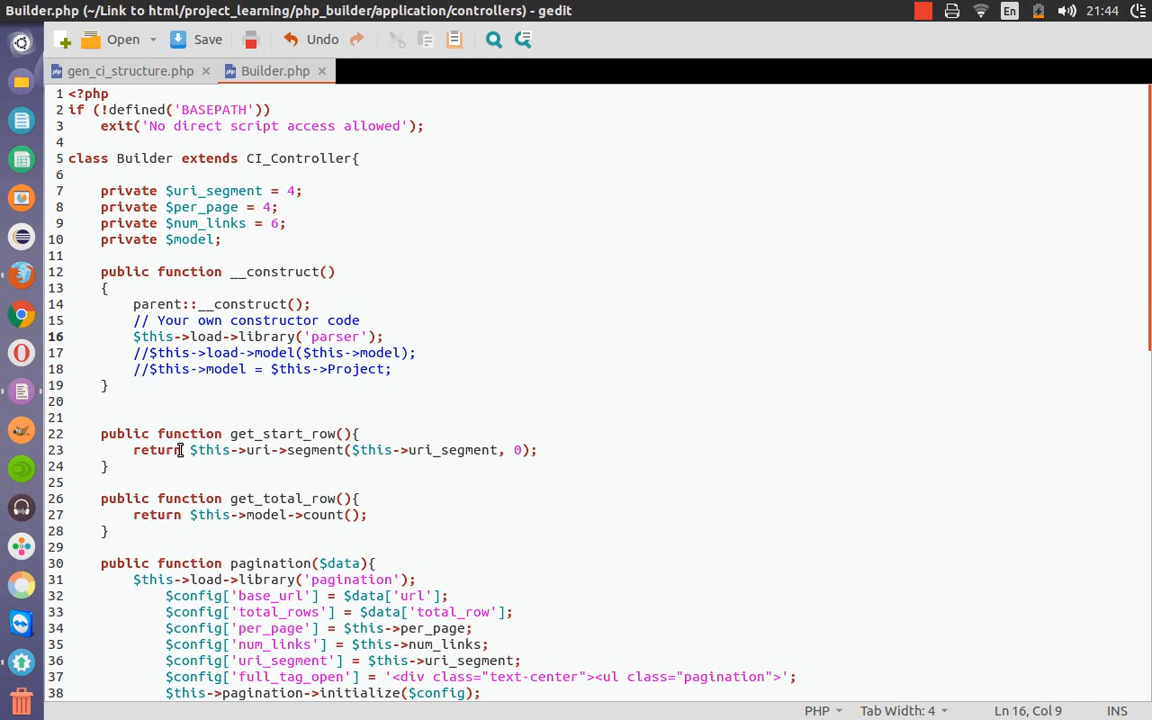 Builder.php (~/Link to html/project_learning/php_builder/application/controllers) - gedit
En
21:44
Open
Save
Undo
gen_ci_structure.php ×
Builder.php ×
1 <?php
2 if (!defined('BASEPATH'))
3     exit('No direct script access allowed');
4
5 class Builder extends CI_Controller{
6
7     private $uri_segment = 4;
8     private $per_page = 4;
9     private $num_links = 6;
10     private $model;
11
12     public function __construct()
13     {
14         parent::__construct();
15         // Your own constructor code
16         $this->load->library('parser');
17         //$this->load->model($this->model);
18         //$this->model = $this->Project;
19     }
20
21
22     public function get_start_row(){
23         return $this->uri->segment($this->uri_segment, 0);
24     }
25
26     public function get_total_row(){
27         return $this->model->count();
28     }
29
30     public function pagination($data){
31         $this->load->library('pagination');
32             $config['base_url'] = $data['url'];
33             $config['total_rows'] = $data['total_row'];
34             $config['per_page'] = $this->per_page;
35             $config['num_links'] = $this->num_links;
36             $config['uri_segment'] = $this->uri_segment;
37             $config['full_tag_open'] = '<div class="text-center"><ul class="pagination">';
38             $this->pagination->initialize($config);
PHP
Tab Width: 4
Ln 16, Col 9
INS